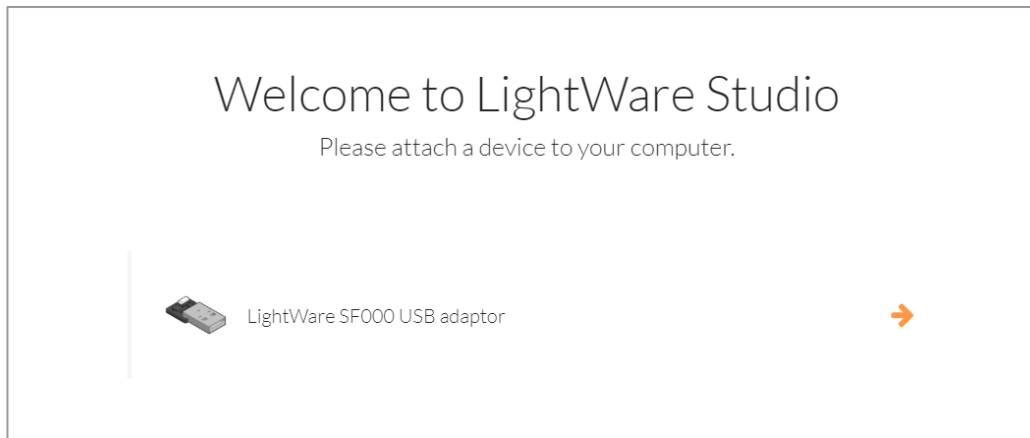 Welcome to LightWare Studio
Please attach a device to your computer.
LightWare SF000 USB adaptor